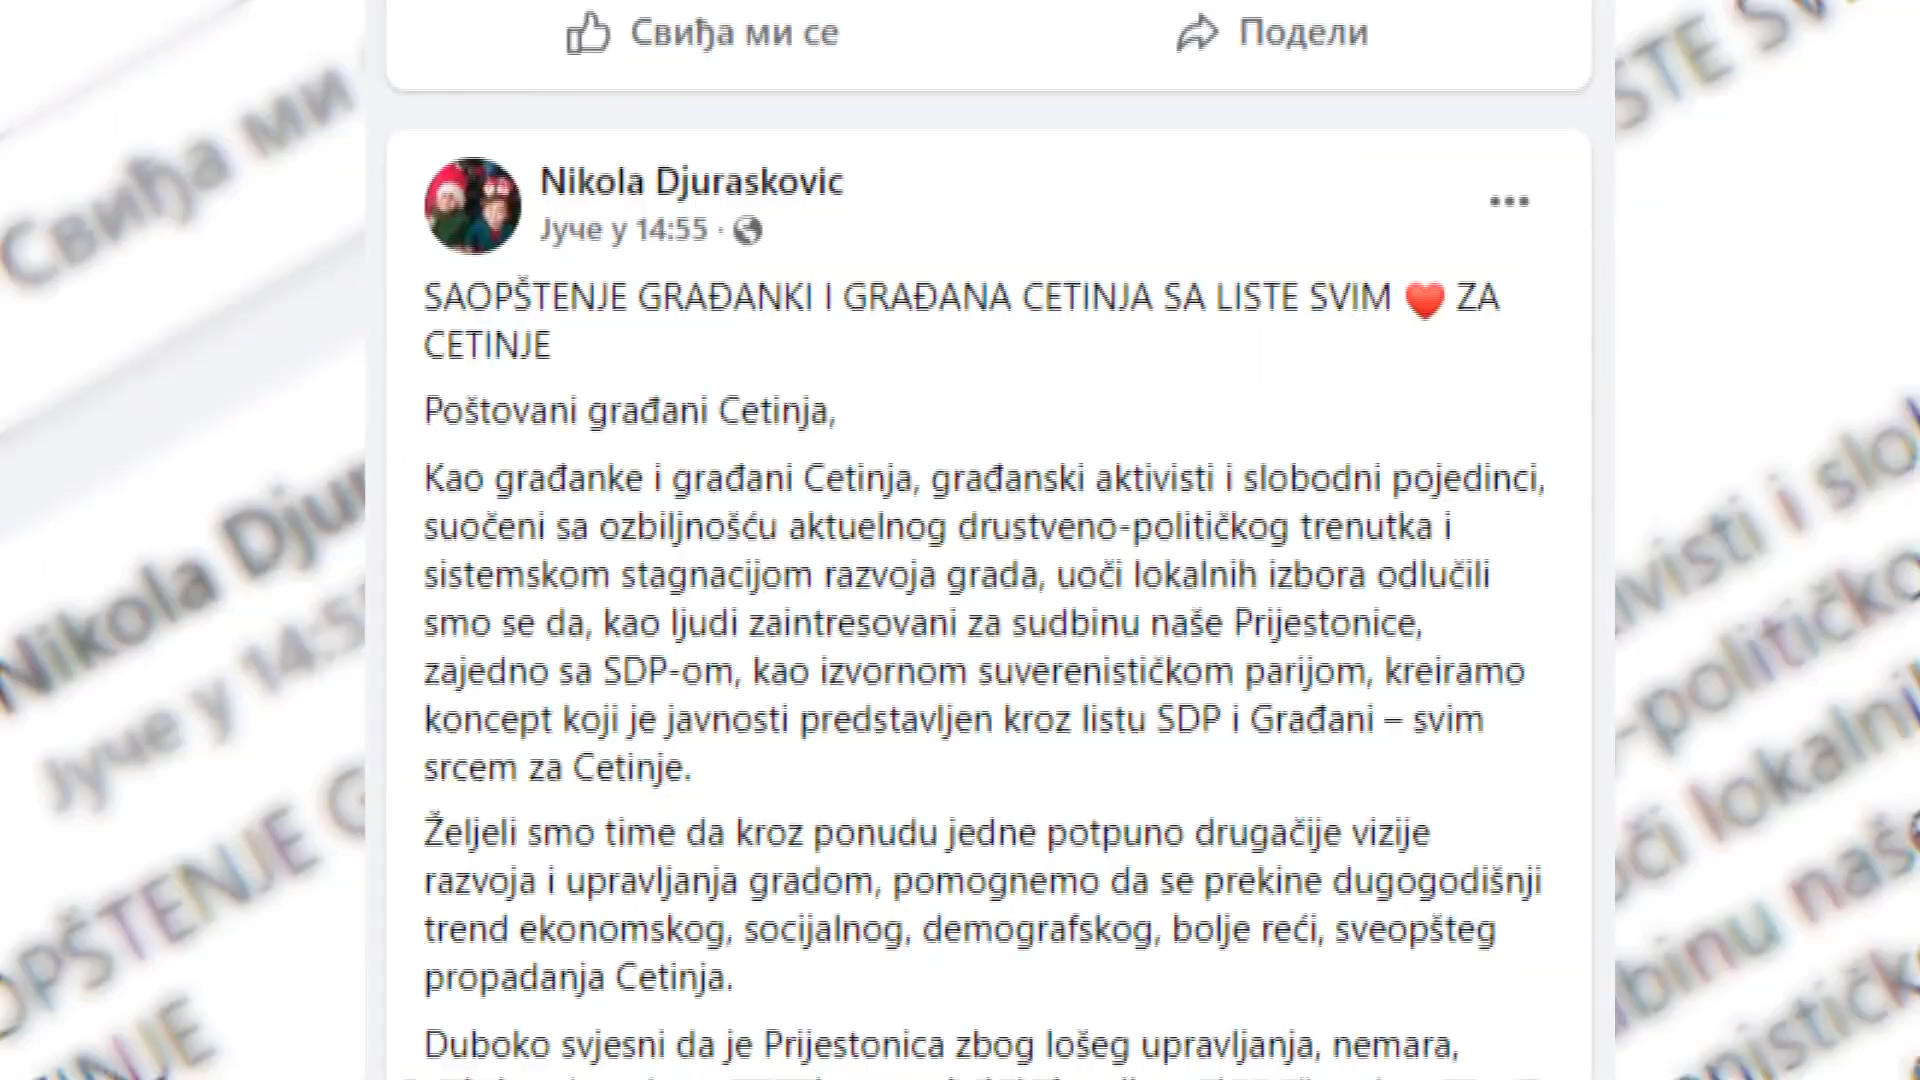 Свиђа ми се
Подели
Nikola Djuraskovic
Јуче у 14:55 ·
SAOPŠTENJE GRAĐANKI I GRAĐANA CETINJA SA LISTE SVIM ❤️ ZA
CETINJE
Poštovani građani Cetinja,
Kao građanke i građani Cetinja, građanski aktivisti i slobodni pojedinci,
suočeni sa ozbiljnošću aktuelnog drustveno-političkog trenutka i
sistemskom stagnacijom razvoja grada, uoči lokalnih izbora odlučili
smo se da, kao ljudi zaintresovani za sudbinu naše Prijestonice,
zajedno sa SDP-om, kao izvornom suverenističkom parijom, kreiramo
koncept koji je javnosti predstavljen kroz listu SDP i Građani – svim
srcem za Cetinje.
Željeli smo time da kroz ponudu jedne potpuno drugačije vizije
razvoja i upravljanja gradom, pomognemo da se prekine dugogodišnji
trend ekonomskog, socijalnog, demografskog, bolje reći, sveopšteg
propadanja Cetinja.
Duboko svjesni da je Prijestonica zbog lošeg upravljanja, nemara,